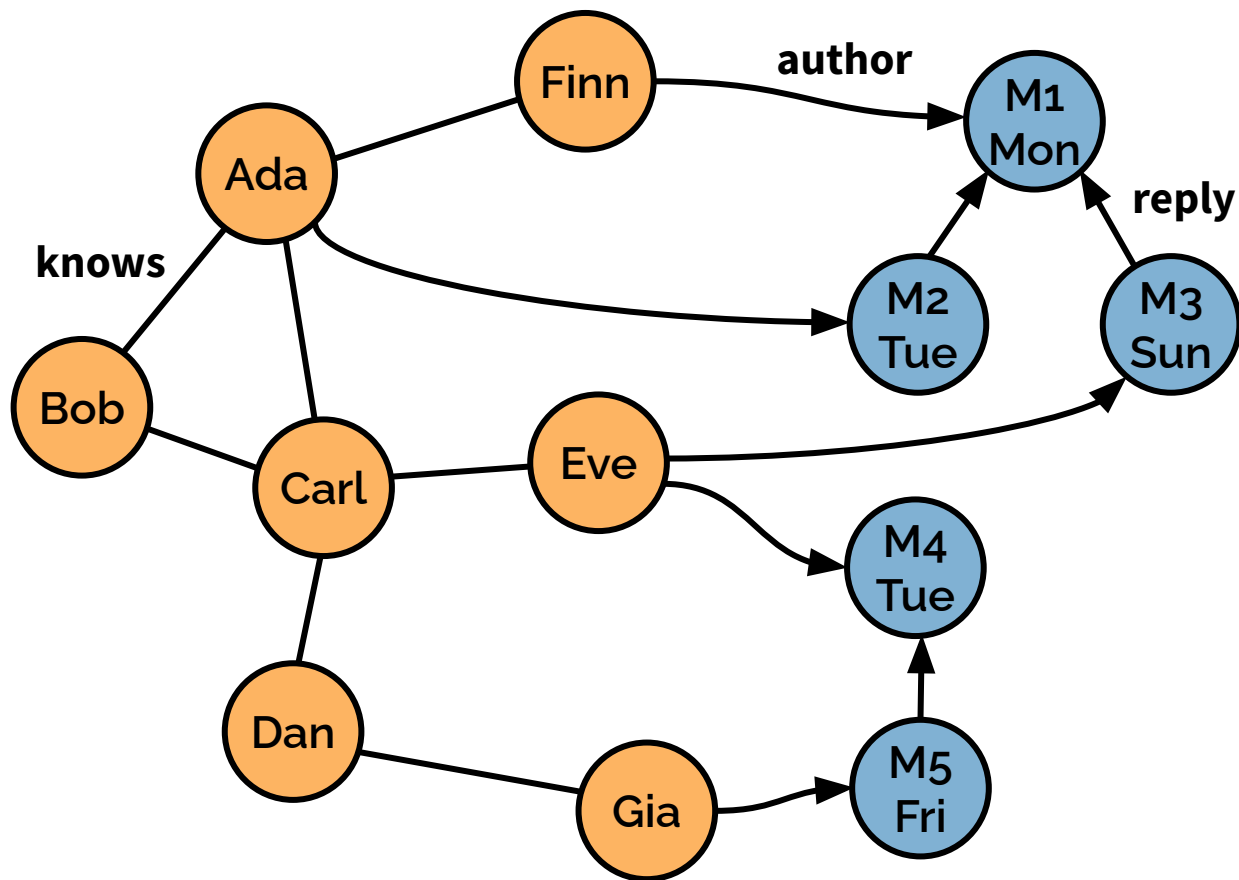 Finn
author
M1
Mon
Ada
reply
knows
M2
Tue
M3
Sun
Bob
Carl
Eve
M4
Tue
Dan
Gia
M5
Fri